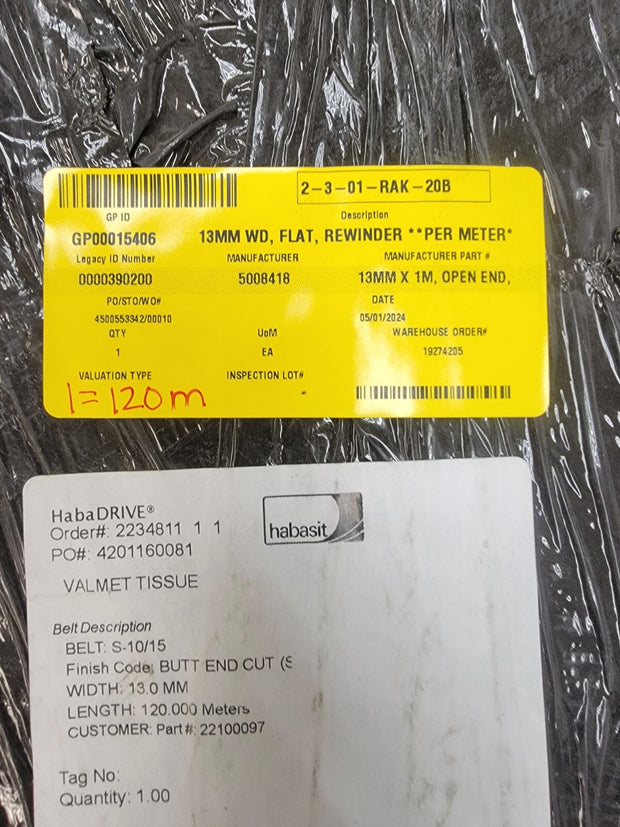 2-3-01-RAK-20B
GP ID
Description
GP00015406
13MM WD, FLAT, REWINDER **PER METER*
Legacy ID Number
MANUFACTURER
MANUFACTURER PART #
0000390200
5008418
13MM X 1M, OPEN END,
PO/STO/WO#
DATE
4500553342/00010
05/01/2024
QTY
UoM
WAREHOUSE ORDER#
1
EA
19274205
VALUATION TYPE
INSPECTION LOT#
1=120m
HabaDRIVE®
habasit
Order#: 2234811 1 1
PO#: 4201160081
VALMET TISSUE
Belt Description
BELT: S-10/15
Finish Code: BUTT END CUT (S
WIDTH: 13.0 MM
LENGTH: 120.000 Meters
CUSTOMER: Part #: 22100097
Tag No:
Quantity: 1.00